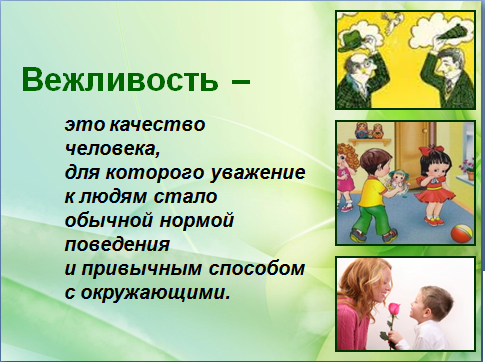 Вежливость –
это качество
человека,
для которого уважение
к людям стало
обычной нормой
поведения
и привычным способом
с окружающими.